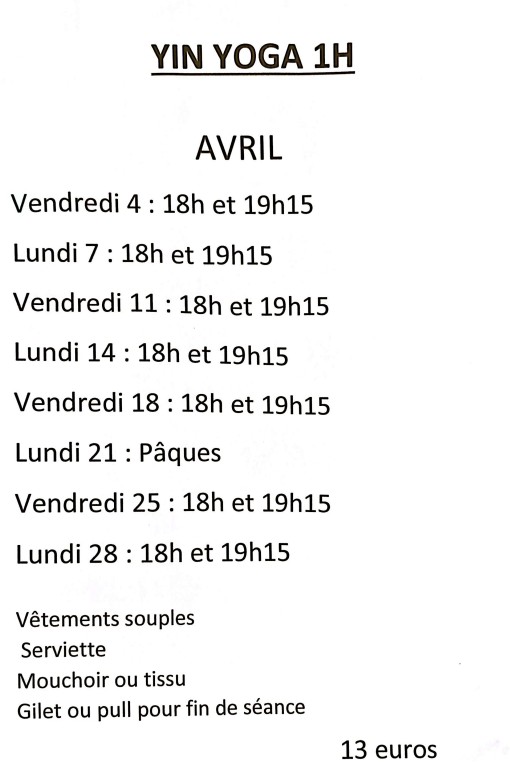 YIN YOGA 1H
AVRIL
Vendredi 4 : 18h et 19h15
Lundi 7 : 18h et 19h15
Vendredi 11 : 18h et 19h15
Lundi 14 : 18h et 19h15
Vendredi 18 : 18h et 19h15
Lundi 21 : Pâques
Vendredi 25 : 18h et 19h15
Lundi 28 : 18h et 19h15
Vêtements souples
Serviette
Mouchoir ou tissu
Gilet ou pull pour fin de séance
13 euros